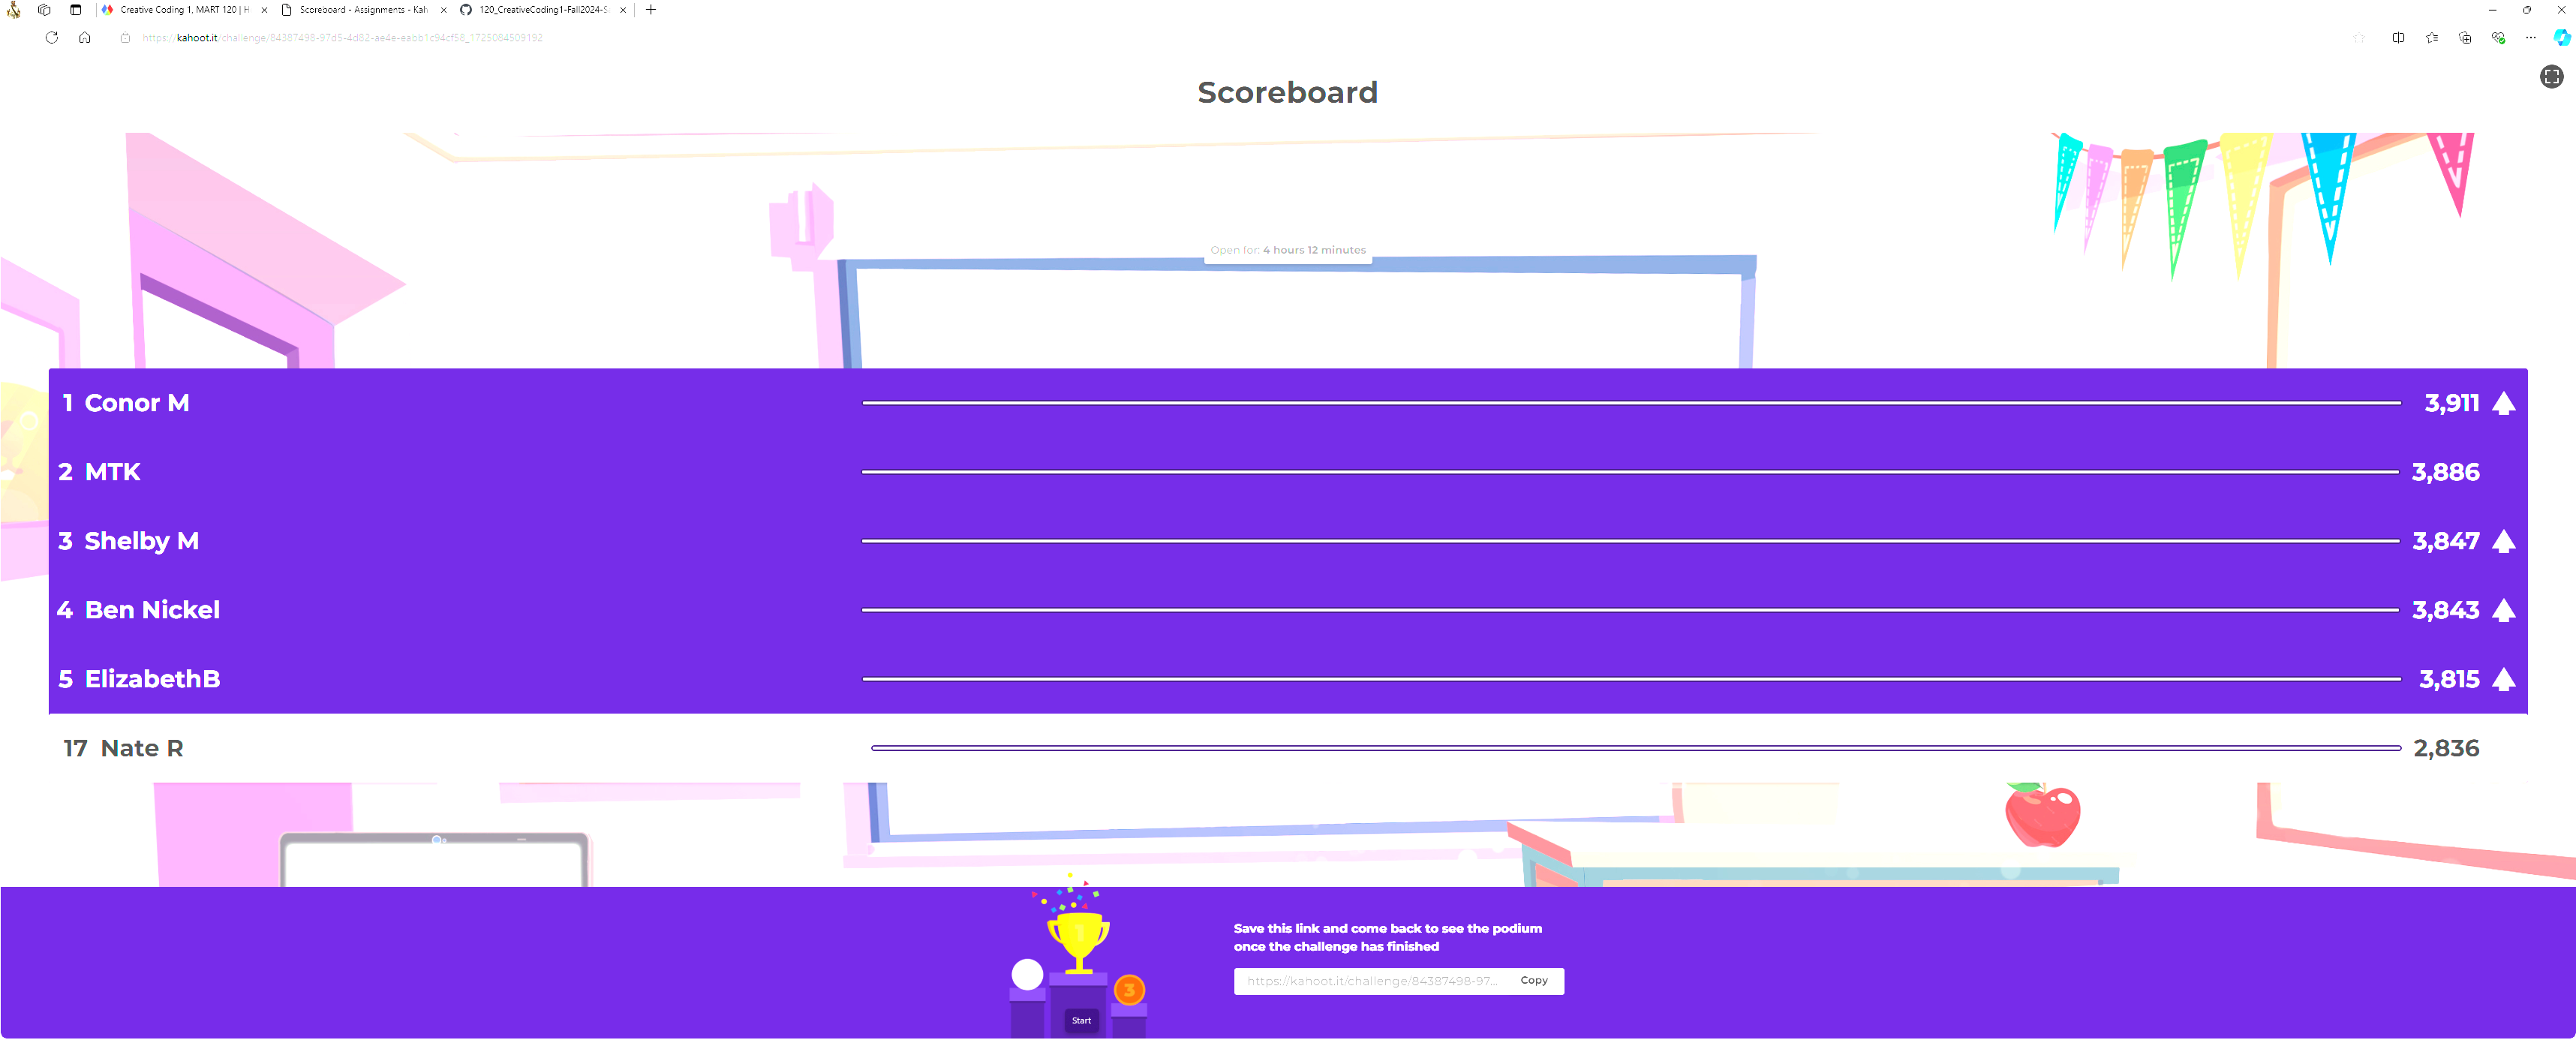 Creative Coding 1, MART 120 | H
Scoreboard - Assignments - Kah
120_CreativeCoding1-Fall2024-S
https://kahoot.it/challenge/84387498-97d5-4d82-ae4e-eabb1c94cf58_1725084509192
Scoreboard
Open for: 4 hours 12 minutes
1 Conor M 3,911
2 MTK 3,886
3 Shelby M 3,847
4 Ben Nickel 3,843
5 ElizabethB 3,815
17 Nate R 2,836
1
3
Start
Save this link and come back to see the podium
once the challenge has finished
https://kahoot.it/challenge/84387498-97... Copy